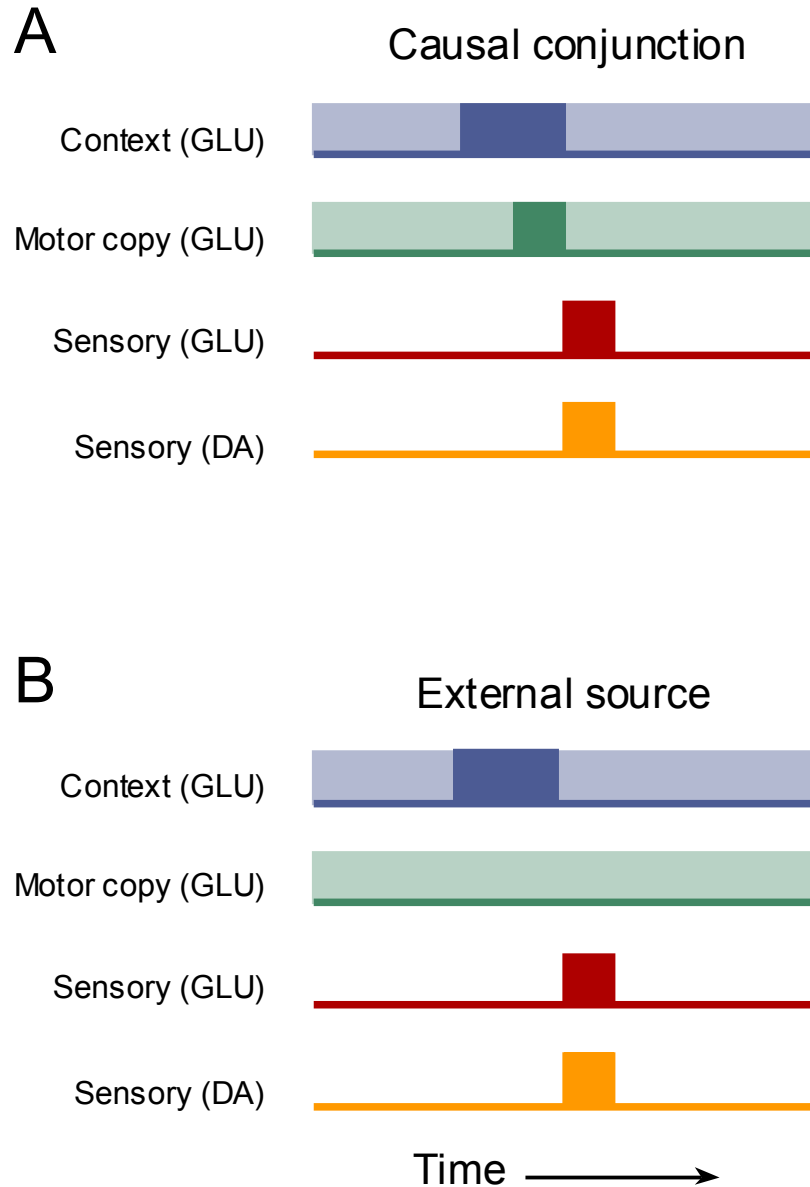 A
Causal conjunction
Context (GLU)
Motor copy (GLU)
Sensory (GLU)
Sensory (DA)
B
External source
Context (GLU)
Motor copy (GLU)
Sensory (GLU)
Sensory (DA)
Time